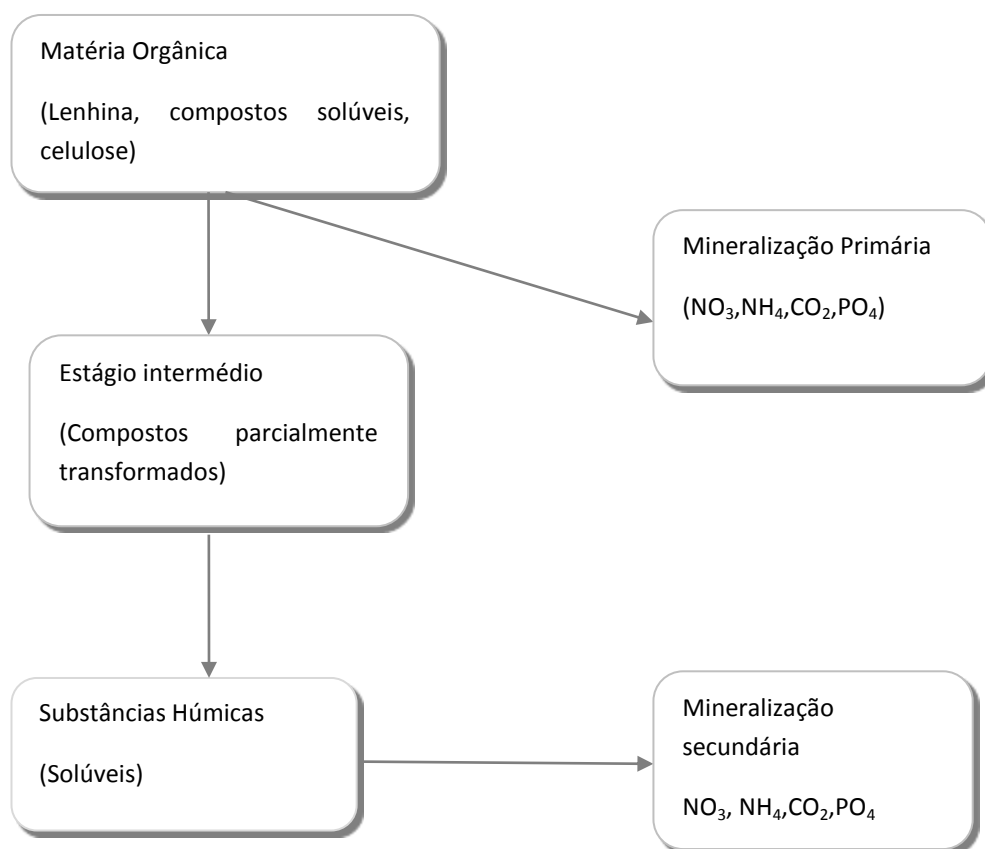 Matéria Orgânica
(Lenhina, compostos solúveis,
celulose)
Mineralização Primária
(NO₃,NH₄,CO₂,PO₄)
Estágio intermédio
(Compostos parcialmente
transformados)
Substâncias Húmicas
(Solúveis)
Mineralização
secundária
NO₃, NH₄,CO₂,PO₄